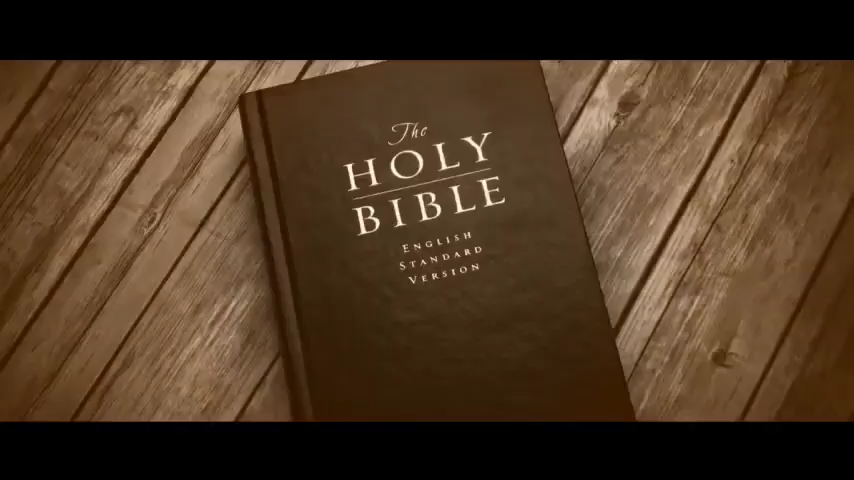 The
HOLY
BIBLE
ENGLISH
STANDARD
VERSION